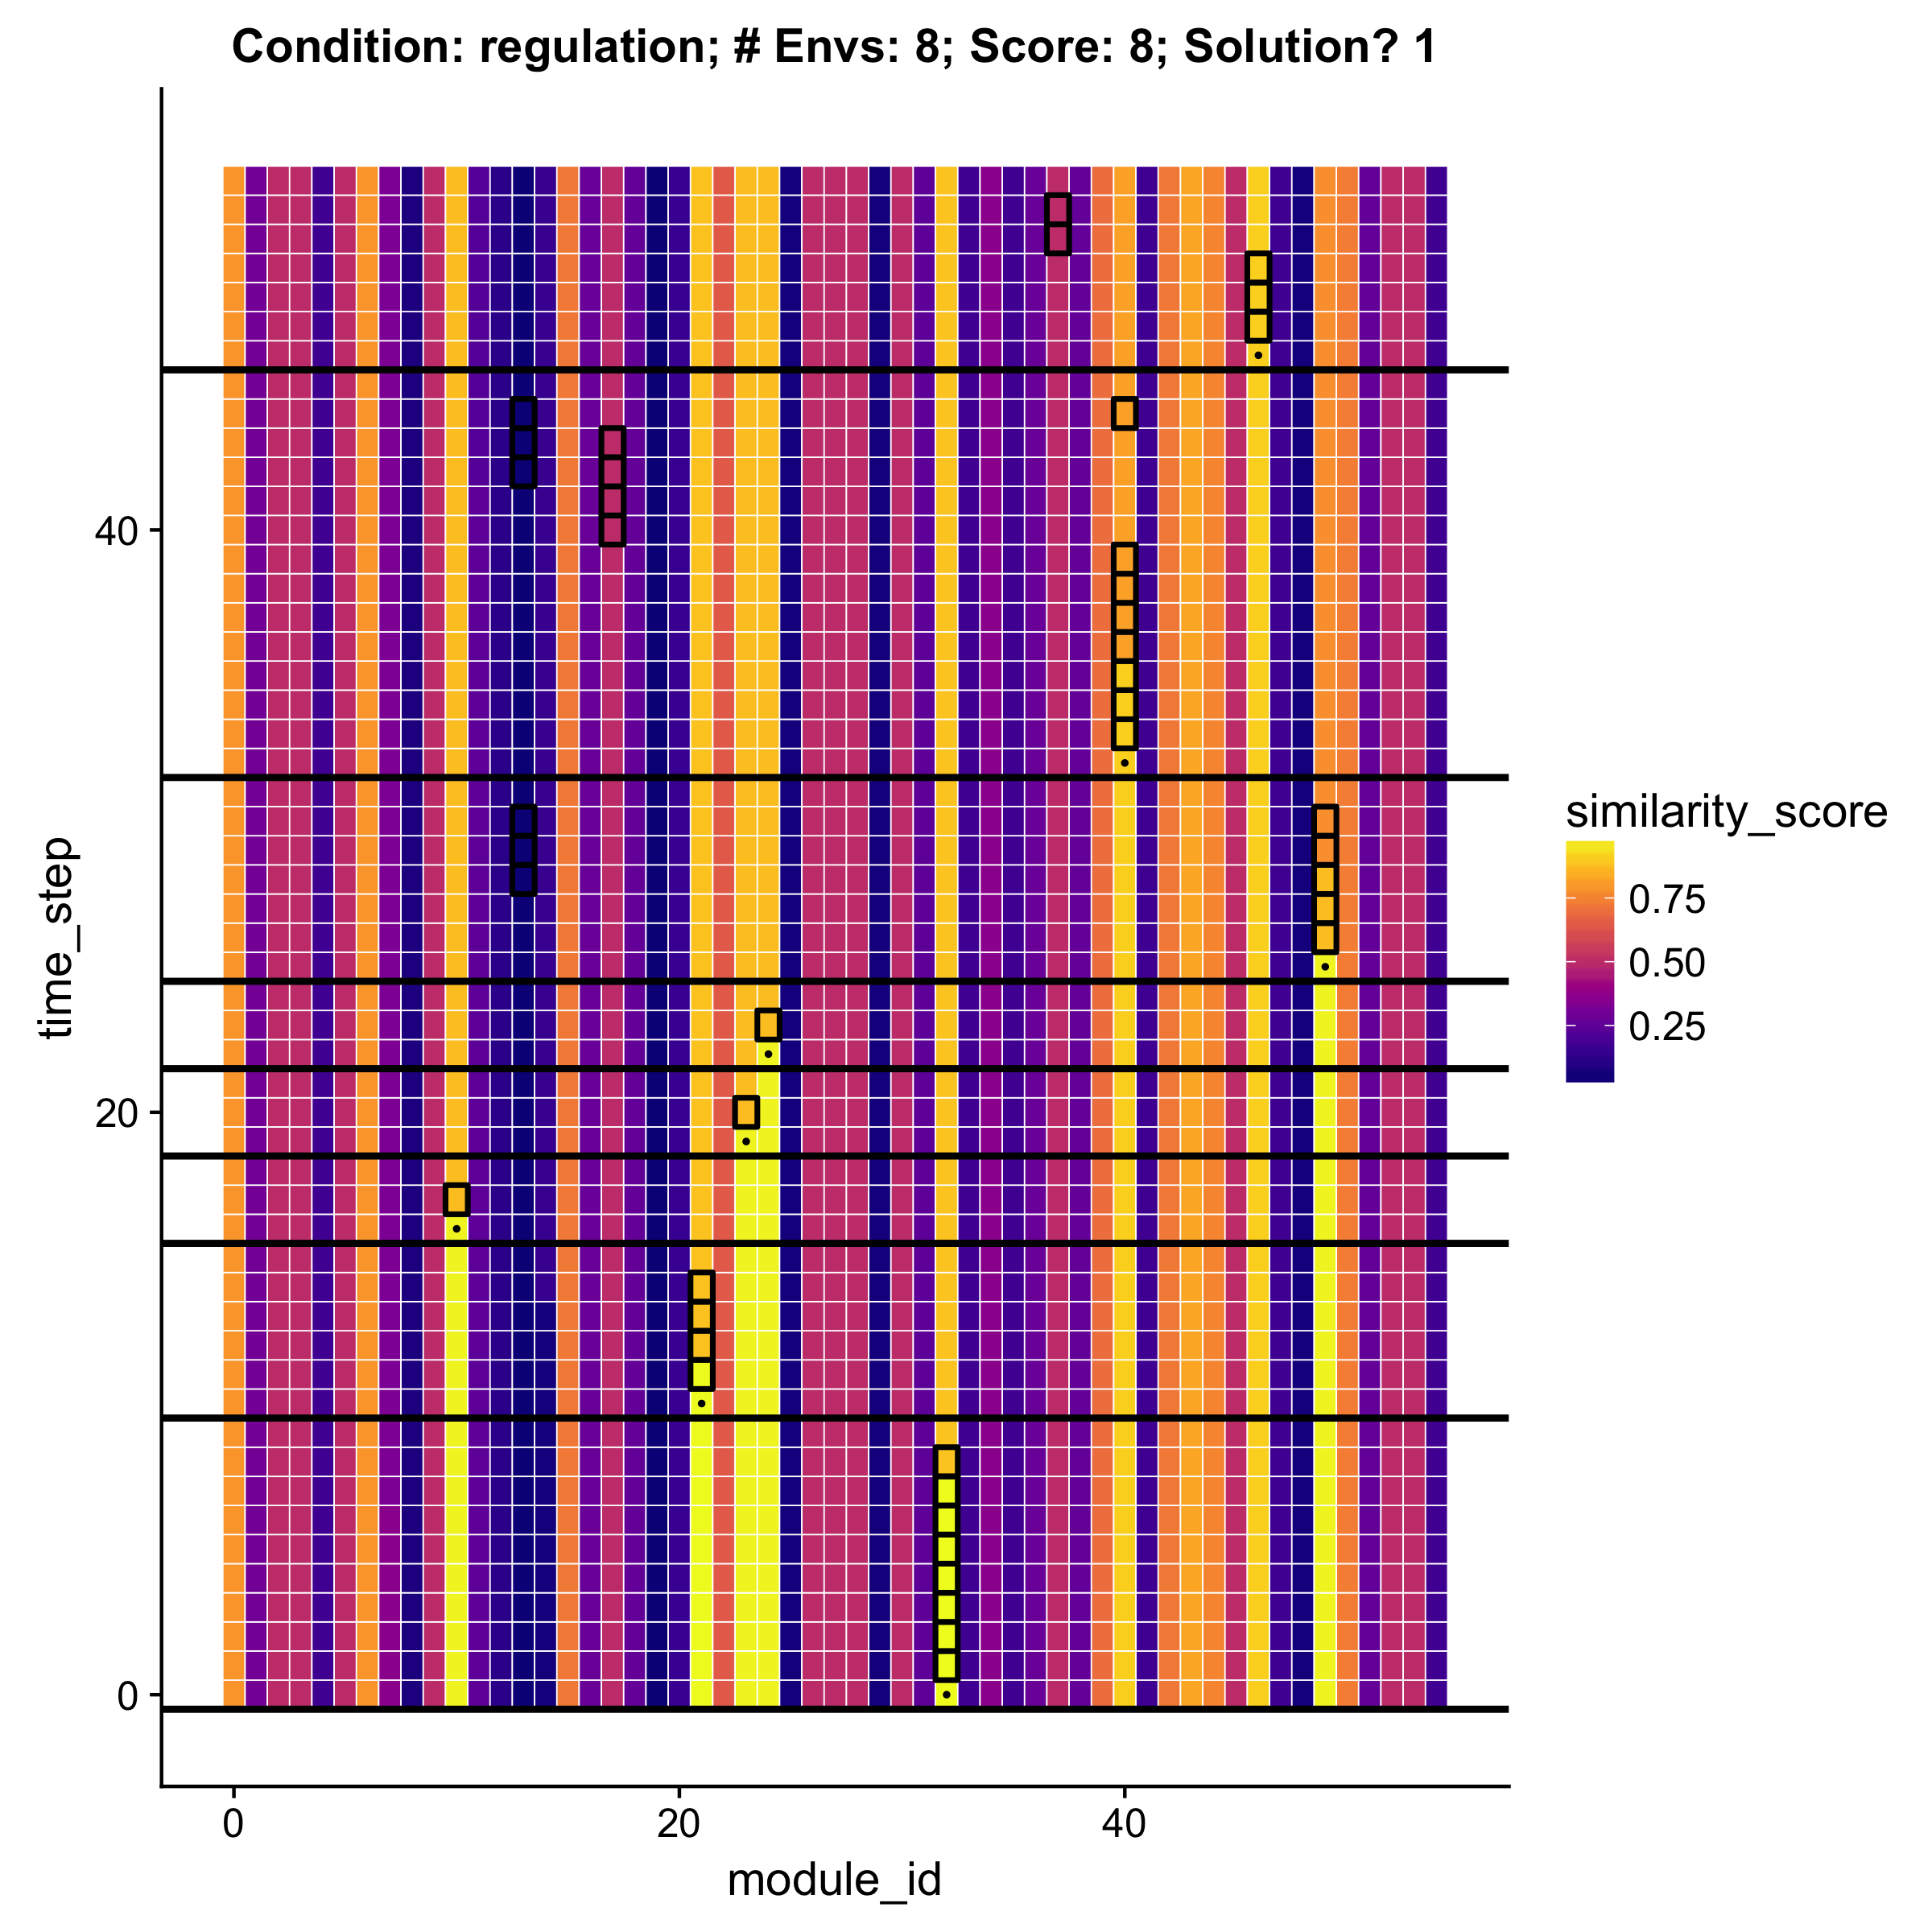 Condition: regulation; # Envs: 8; Score: 8; Solution? 1
time_step
40
20
0
0
20
40
module_id
similarity_score
0.75
0.50
0.25